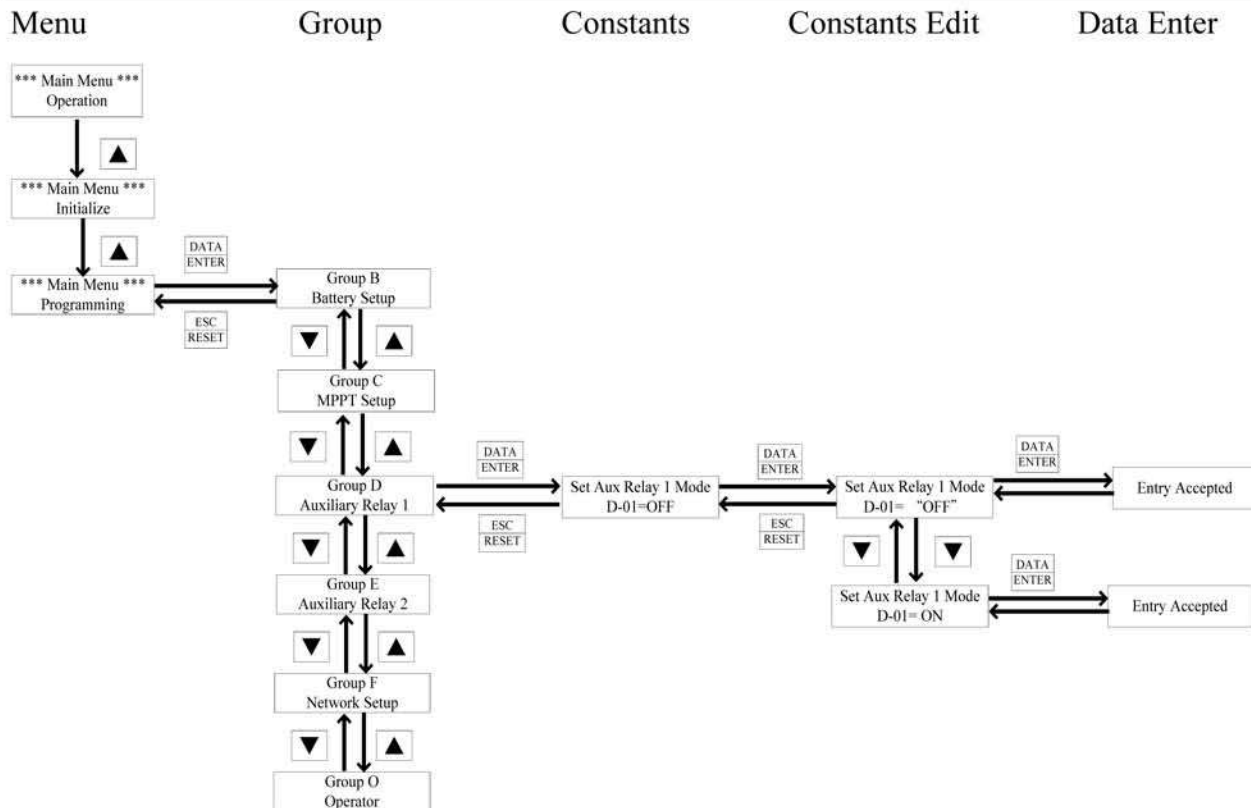 Menu
Group
Constants
Constants Edit
Data Enter
*** Main Menu ***
Operation
*** Main Menu ***
Initialize
*** Main Menu ***
Programming
DATA
ENTER
ESC
RESET
Group B
Battery Setup
Group C
MPPT Setup
Group D
Auxiliary Relay 1
DATA
ENTER
ESC
RESET
Set Aux Relay 1 Mode
D-01=OFF
DATA
ENTER
ESC
RESET
Set Aux Relay 1 Mode
D-01= “OFF”
DATA
ENTER
Entry Accepted
Group E
Auxiliary Relay 2
Set Aux Relay 1 Mode
D-01= ON
DATA
ENTER
Entry Accepted
Group F
Network Setup
Group O
Operator